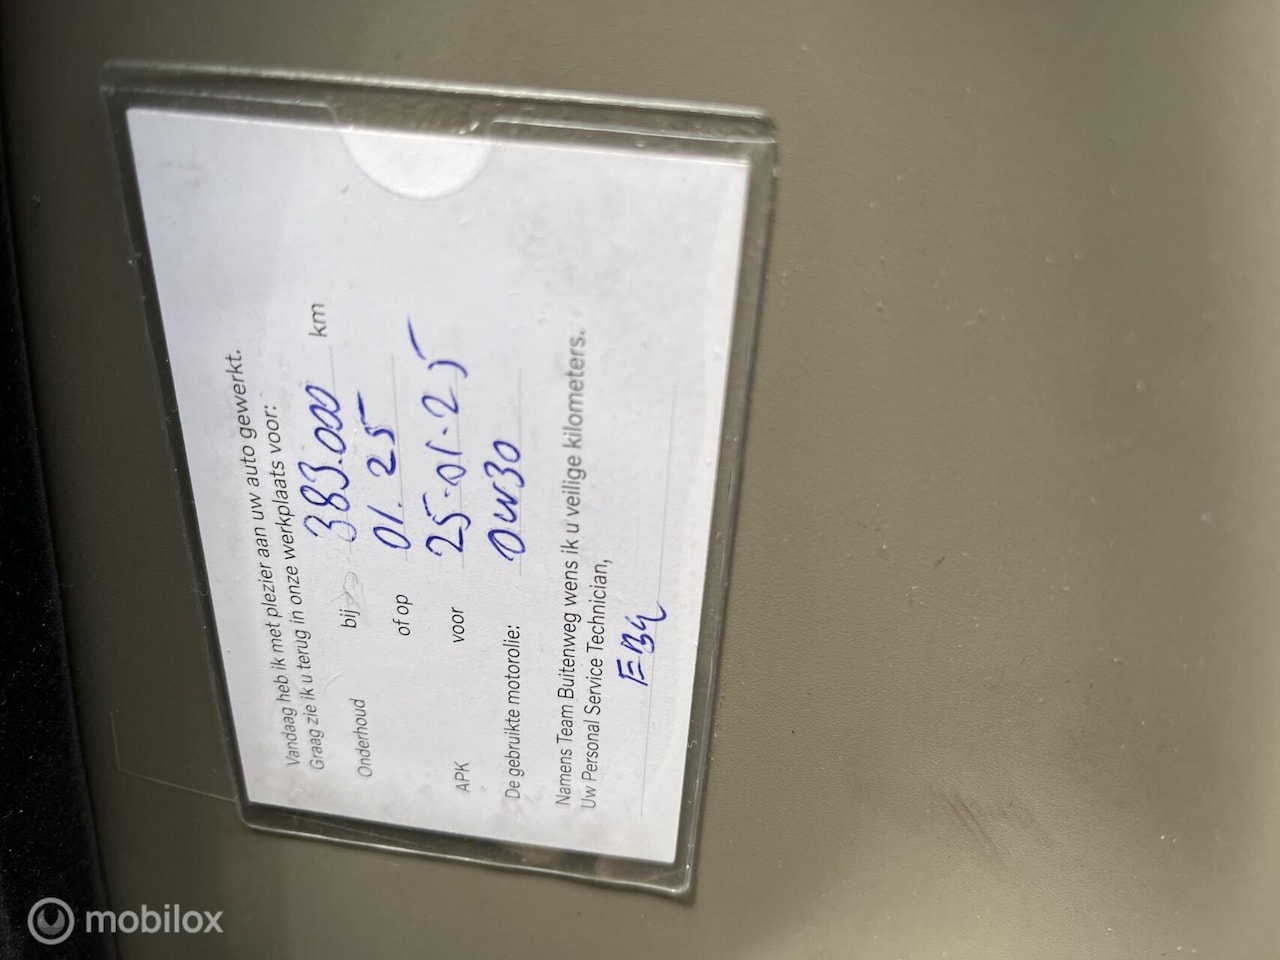 Vandaag heb ik met plezier aan uw auto gewerkt.
Graag zie ik u terug in onze werkplaats voor:
Onderhoud bij 383.000 km
of op 01.25
APK voor 25.01.25
De gebruikte motorolie: 0w30
Namens Team Buitenweg wens ik u veilige kilometers.
Uw Personal Service Technician,
mobilox